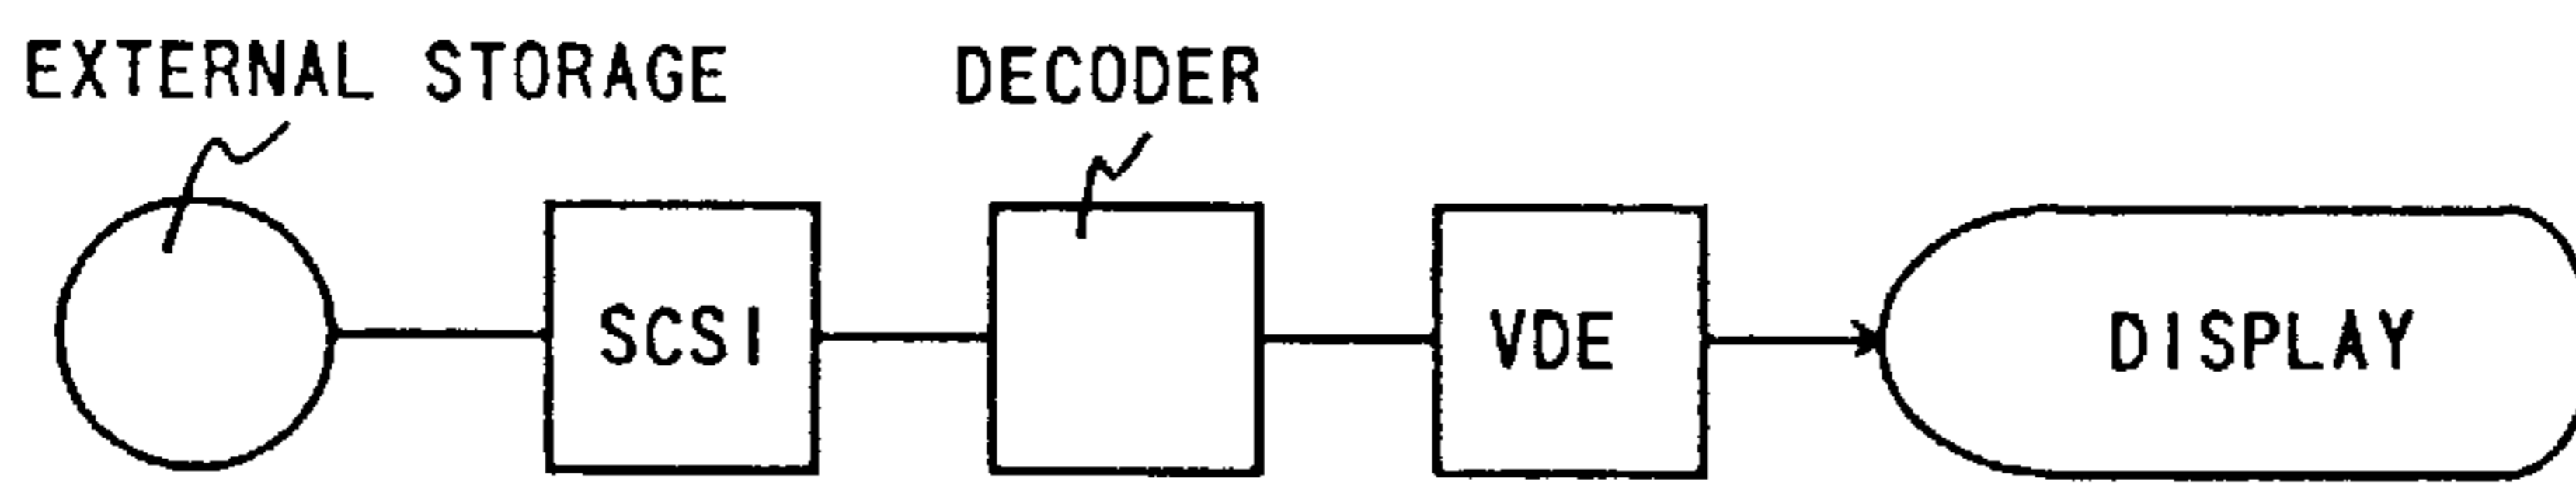 EXTERNAL STORAGE
DECODER
SCSI
VDE
DISPLAY